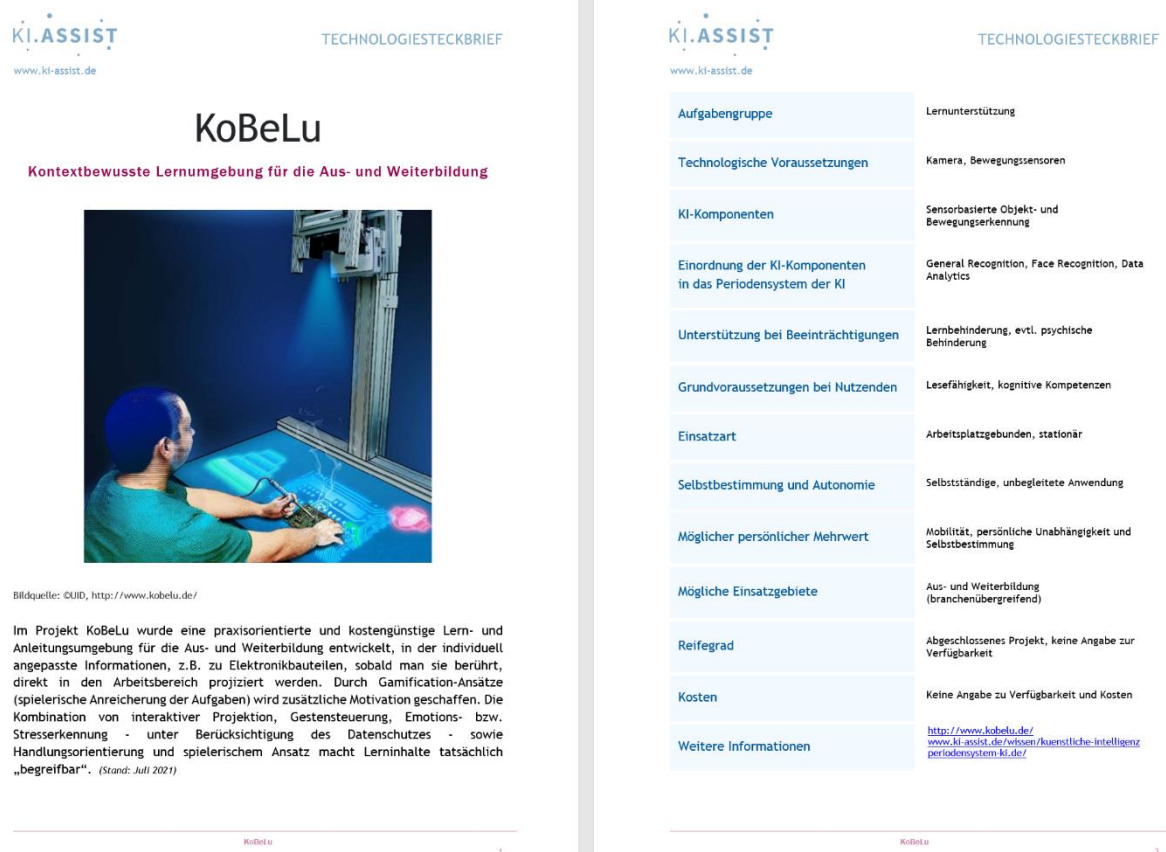 KI.ASSIST
TECHNOLOGIESTECKBRIEF
www.ki-assist.de
KoBeLu
Kontextbewusste Lernumgebung für die Aus- und Weiterbildung
Bildquelle: ©UID, http://www.kobelu.de/
Im Projekt KoBeLu wurde eine praxisorientierte und kostengünstige Lern- und
Anleitungsumgebung für die Aus- und Weiterbildung entwickelt, in der individuell
angepasste Informationen, z.B. zu Elektronikbauteilen, sobald man sie berührt,
direkt in den Arbeitsbereich projiziert werden. Durch Gamification-Ansätze
(spielerische Anreicherung der Aufgaben) wird zusätzliche Motivation geschaffen. Die
Kombination von interaktiver Projektion, Gestensteuerung, Emotions- bzw.
Stresserkennung - unter Berücksichtigung des Datenschutzes - sowie
Handlungsorientierung und spielerischem Ansatz macht Lerninhalte tatsächlich
„begreifbar“. (Stand: Juli 2021)
KoBeLu
KI.ASSIST
TECHNOLOGIESTECKBRIEF
www.ki-assist.de
Aufgabengruppe
Lernunterstützung
Technologische Voraussetzungen
Kamera, Bewegungssensoren
KI-Komponenten
Sensorbasierte Objekt- und
Bewegungserkennung
Einordnung der KI-Komponenten
in das Periodensystem der KI
General Recognition, Face Recognition, Data
Analytics
Unterstützung bei Beeinträchtigungen
Lernbehinderung, evtl. psychische
Behinderung
Grundvoraussetzungen bei Nutzenden
Lesefähigkeit, kognitive Kompetenzen
Einsatzart
Arbeitsplatzgebunden, stationär
Selbstbestimmung und Autonomie
Selbstständige, unbegleitete Anwendung
Möglicher persönlicher Mehrwert
Mobilität, persönliche Unabhängigkeit und
Selbstbestimmung
Mögliche Einsatzgebiete
Aus- und Weiterbildung
(branchenübergreifend)
Reifegrad
Abgeschlossenes Projekt, keine Angabe zur
Verfügbarkeit
Kosten
Keine Angabe zu Verfügbarkeit und Kosten
Weitere Informationen
http://www.kobelu.de/
www.ki-assist.de/wissen/kuenstliche-intelligenz
periodensystem-ki.de/
KoBeLu